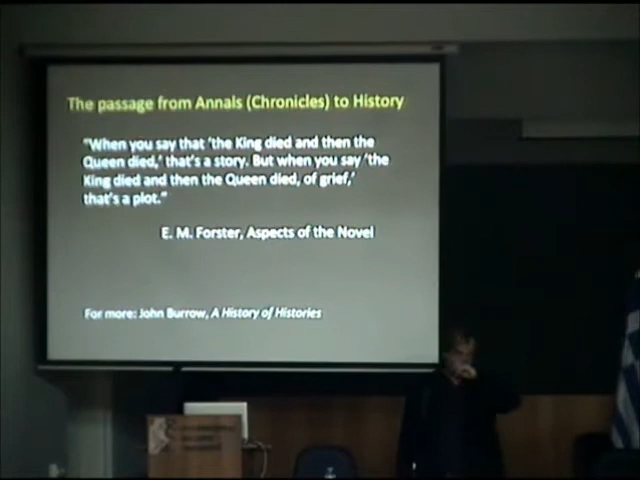 The passage from Annals (Chronicles) to History
"When you say that 'the King died and then the
Queen died,' that's a story. But when you say 'the
King died and then the Queen died, of grief,'
that's a plot."
E. M. Forster, Aspects of the Novel
For more: John Burrow, A History of Histories